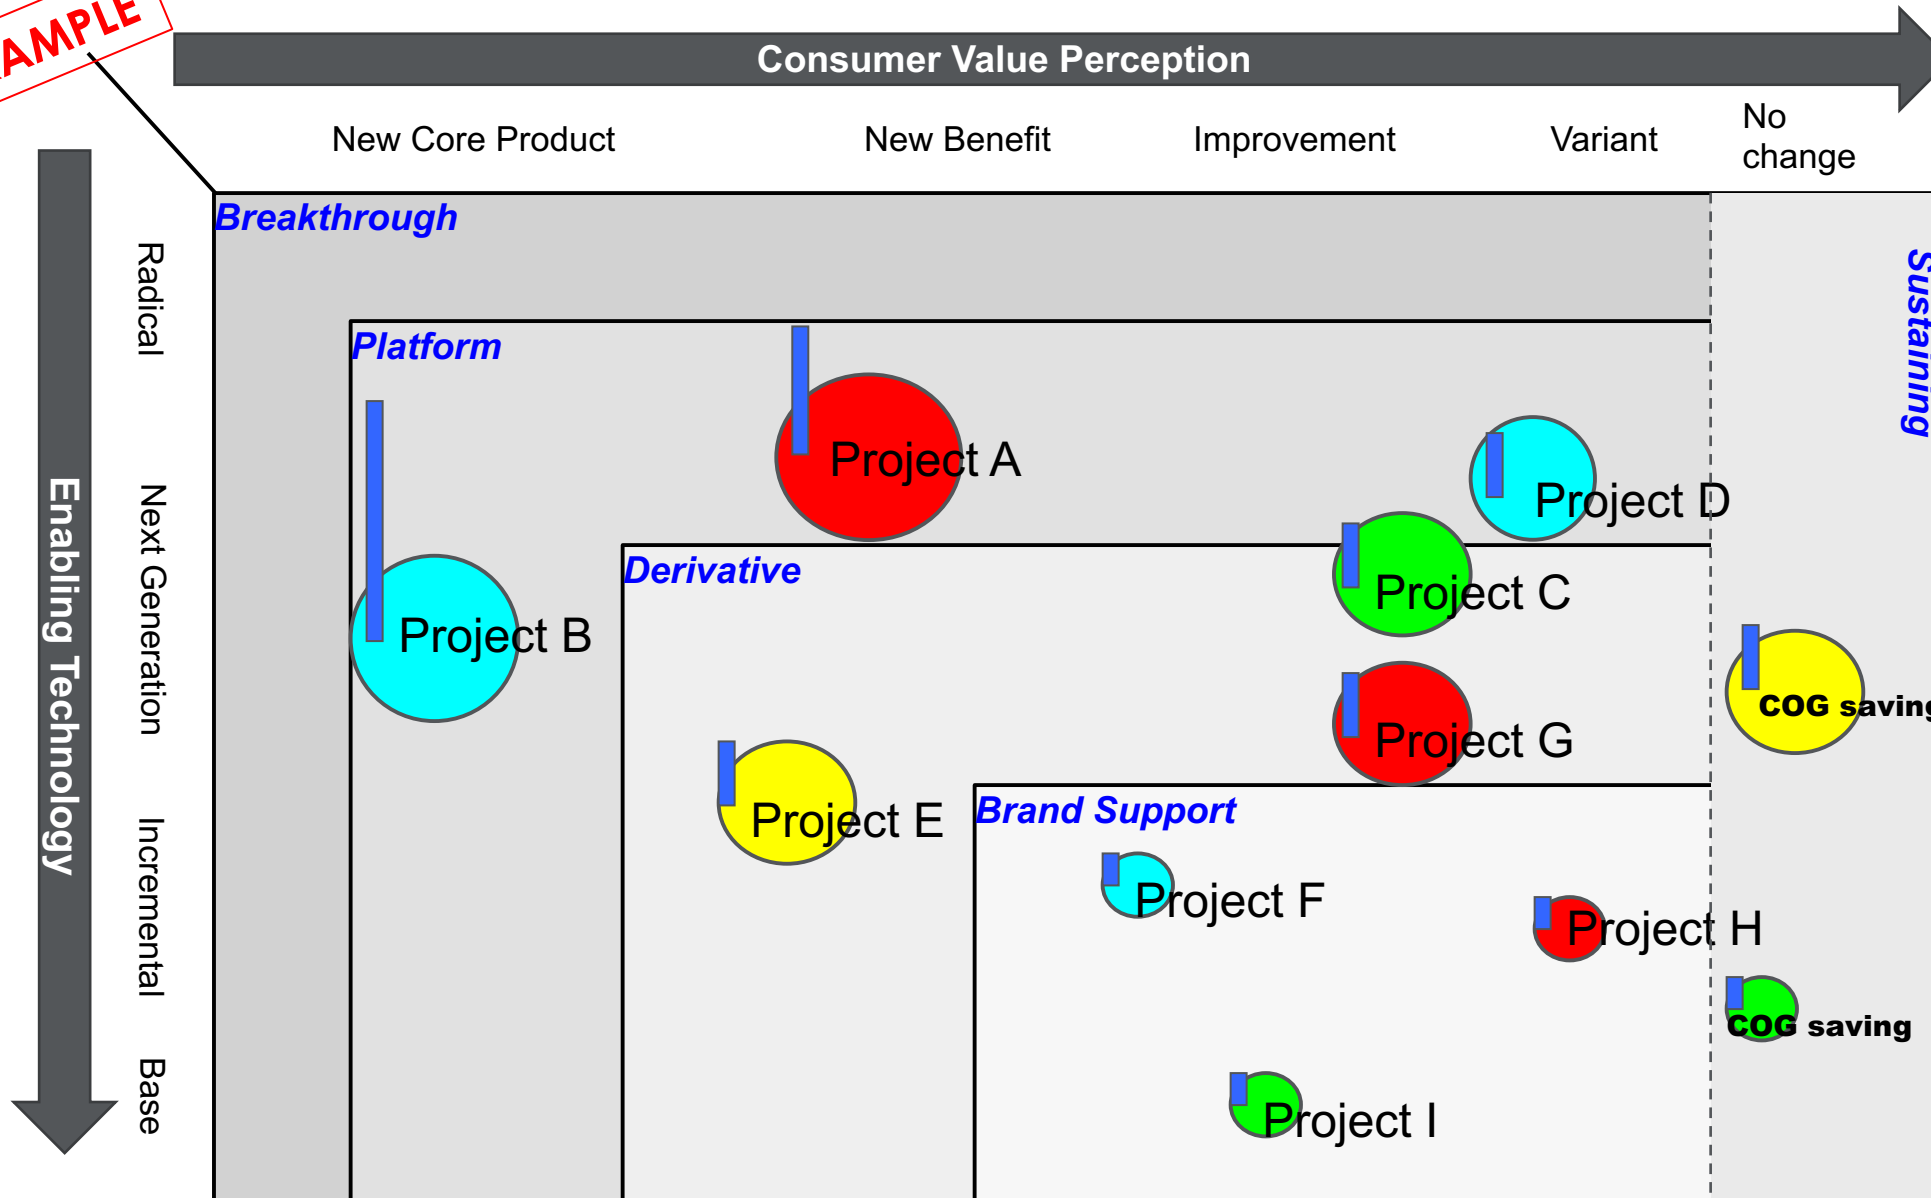 AMPLE
Consumer Value Perception
New Core Product
New Benefit
Improvement
Variant
No
change
Enabling Technology
Radical
Next Generation
Incremental
Base
Breakthrough
Platform
Sustaining
Project A
Project D
Derivative
Project C
Project B
COG saving
Project G
Brand Support
Project E
Project F
Project H
COG saving
Project I